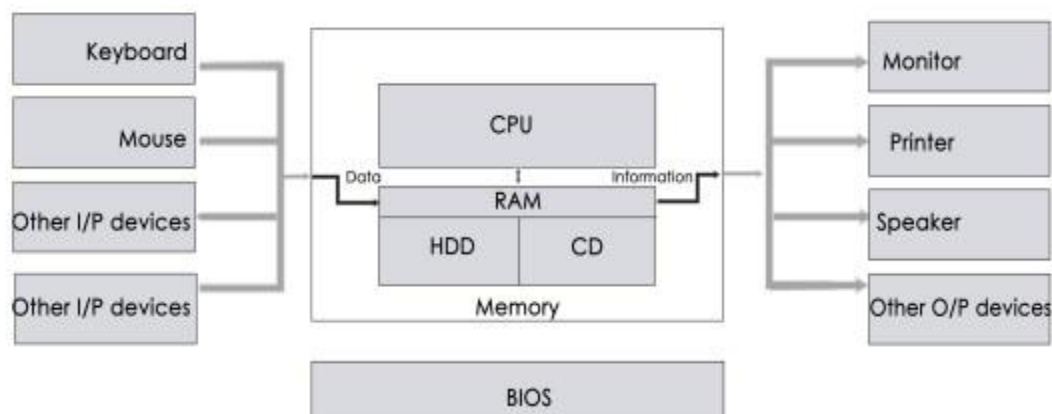 Keyboard
Mouse
Other I/P devices
Other I/P devices
CPU
Data
Information
RAM
HDD
CD
Memory
BIOS
Monitor
Printer
Speaker
Other O/P devices